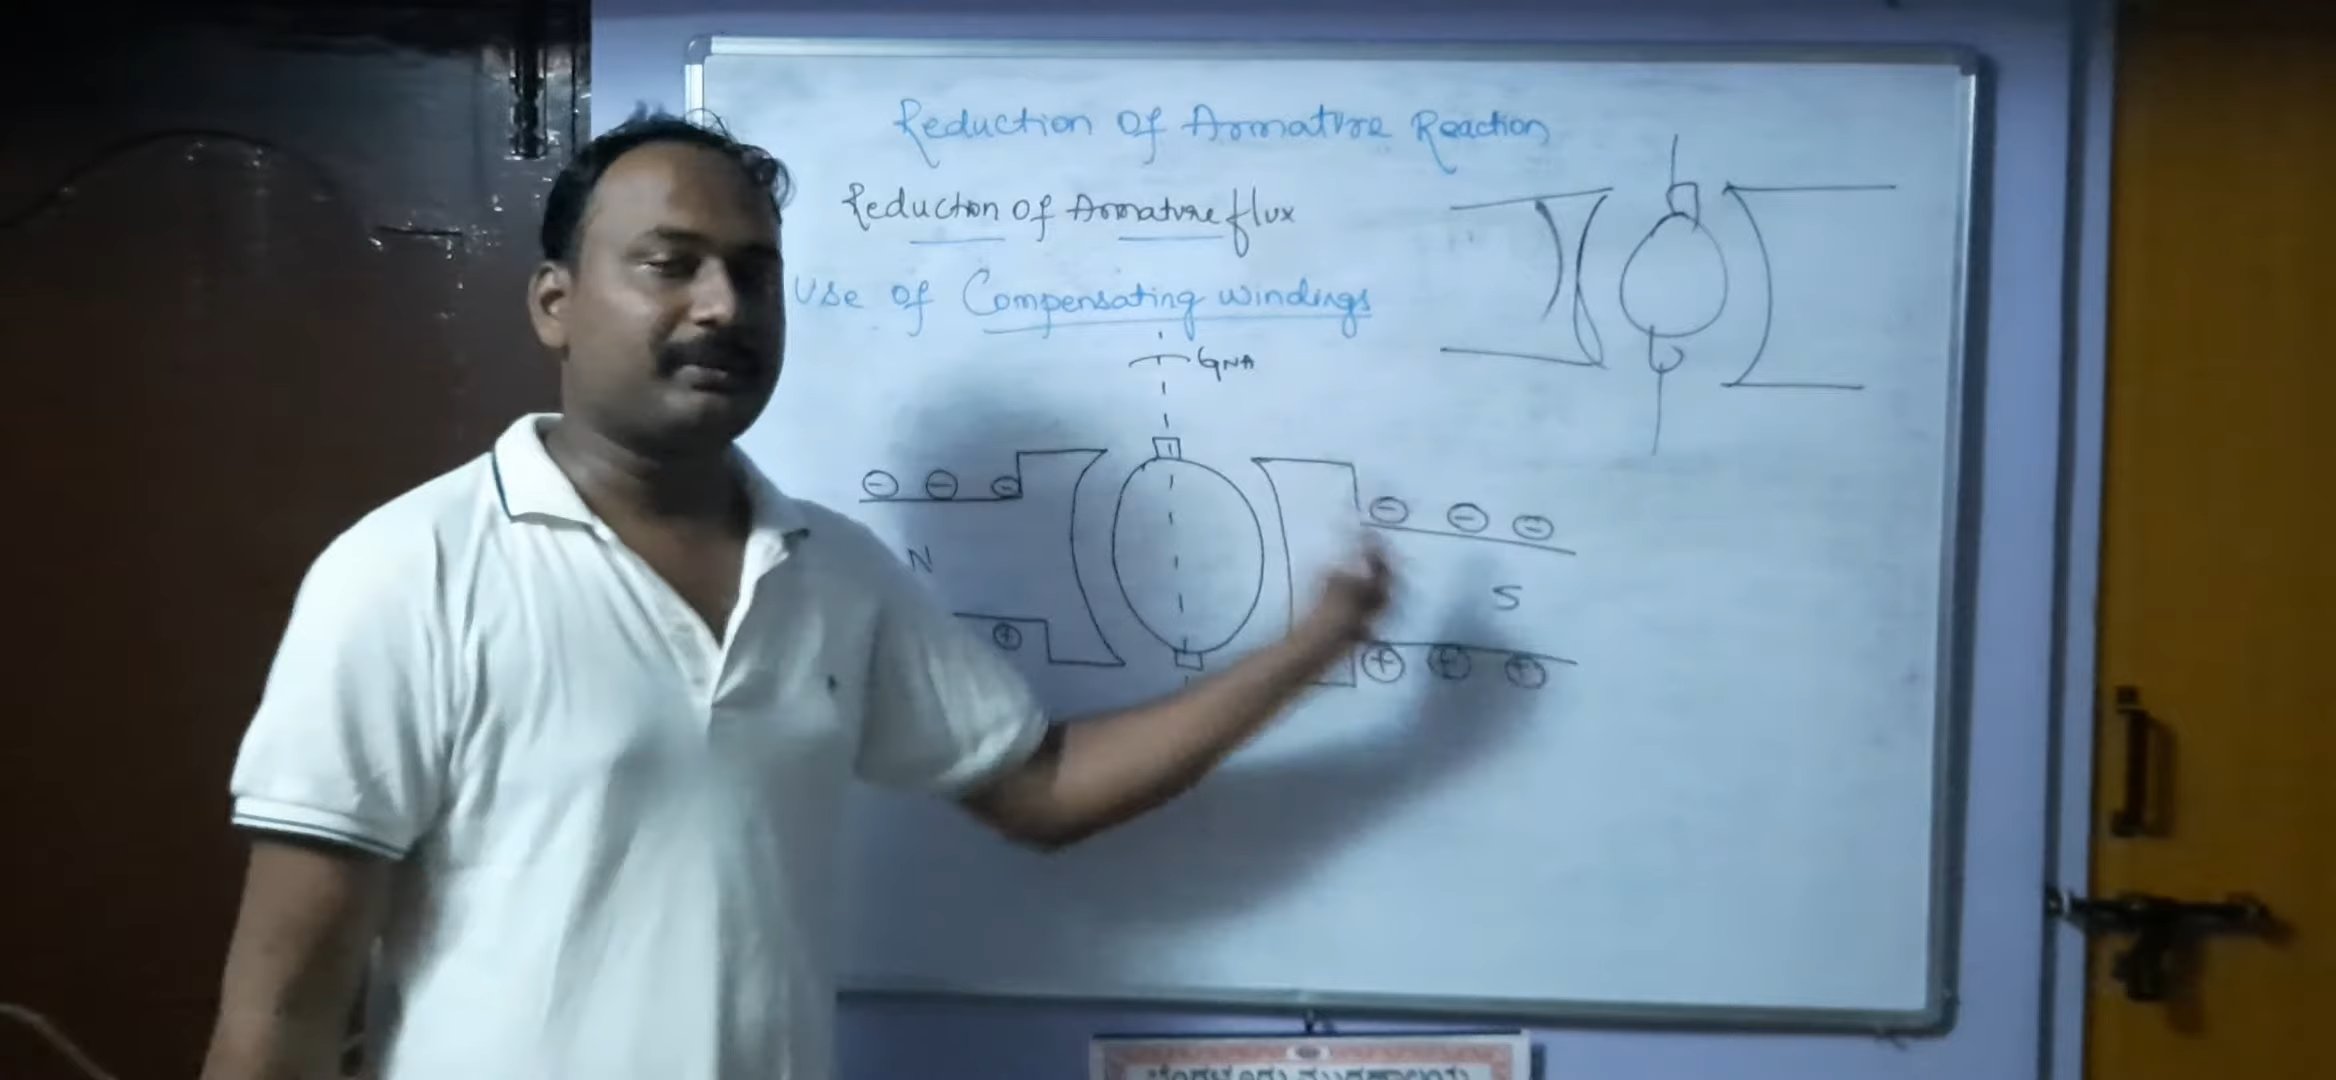 Reduction Of Armature Reaction
Reduction Of Armature flux
Use of Compensating windings
GNA
N
S